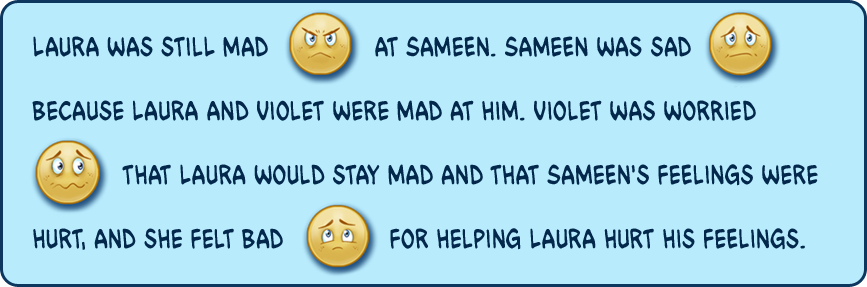 LAURA WAS STILL MAD AT SAMEEN. SAMEEN WAS SAD
BECAUSE LAURA AND VIOLET WERE MAD AT HIM. VIOLET WAS WORRIED
THAT LAURA WOULD STAY MAD AND THAT SAMEEN'S FEELINGS WERE
HURT, AND SHE FELT BAD FOR HELPING LAURA HURT HIS FEELINGS.